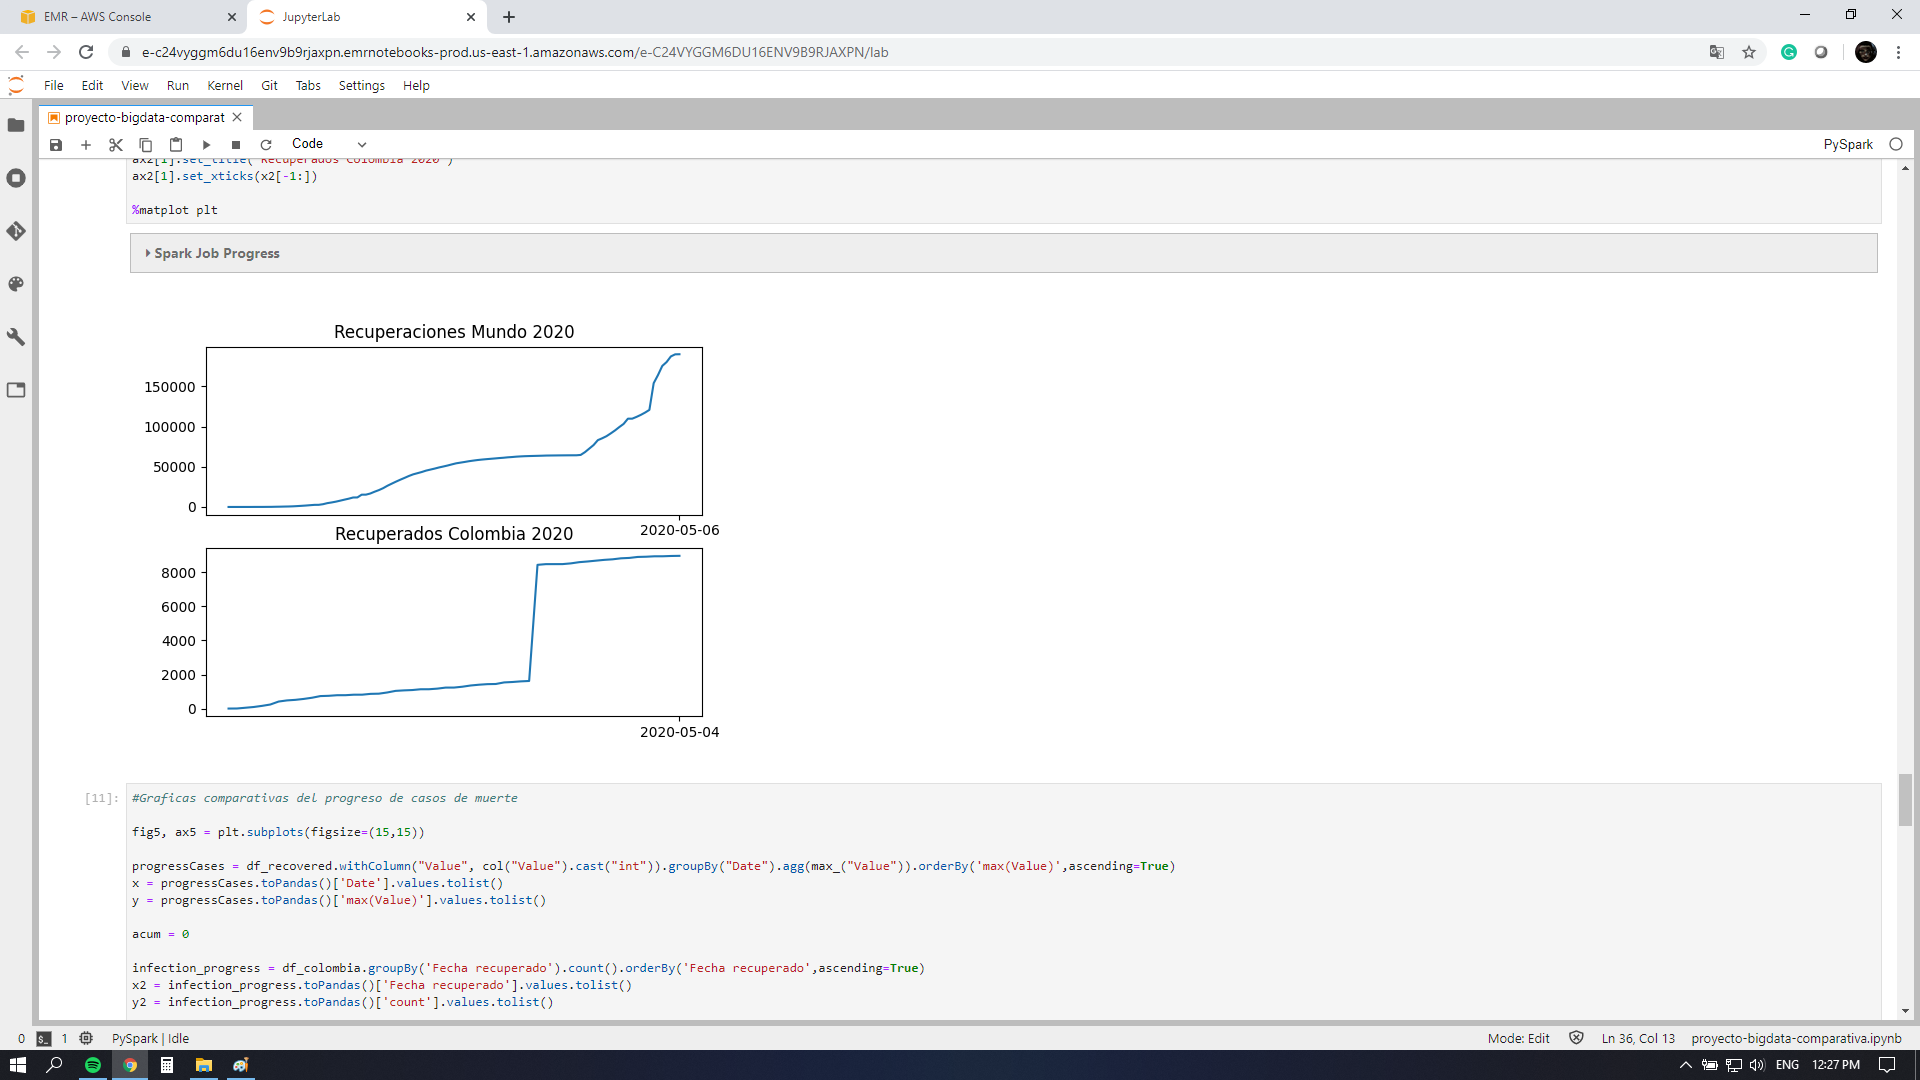 EMR – AWS Console
JupyterLab
e-c24vyggm6du16env9b9rjaxpn.emrnotebooks-prod.us-east-1.amazonaws.com/e-C24VYGGM6DU16ENV9B9RJAXPN/lab
File Edit View Run Kernel Git Tabs Settings Help
proyecto-bigdata-comparat
Code
PySpark
ax2[1].set_title("Recuperados Colombia 2020")
ax2[1].set_xticks(x2[-1:])
%matplot plt
Spark Job Progress
Recuperaciones Mundo 2020
150000
100000
50000
0
2020-05-06
Recuperados Colombia 2020
8000
6000
4000
2000
0
2020-05-04
[11]:
#Graficas comparativas del progreso de casos de muerte
fig5, ax5 = plt.subplots(figsize=(15,15))
progressCases = df_recovered.withColumn("Value", col("Value").cast("int")).groupBy("Date").agg(max_("Value")).orderBy('max(Value)',ascending=True)
x = progressCases.toPandas()['Date'].values.tolist()
y = progressCases.toPandas()['max(Value)'].values.tolist()
acum = 0
infection_progress = df_colombia.groupBy('Fecha recuperado').count().orderBy('Fecha recuperado',ascending=True)
x2 = infection_progress.toPandas()['Fecha recuperado'].values.tolist()
y2 = infection_progress.toPandas()['count'].values.tolist()
0 1 PySpark | Idle
Mode: Edit Ln 36, Col 13 proyecto-bigdata-comparativa.ipynb
ENG 12:27 PM